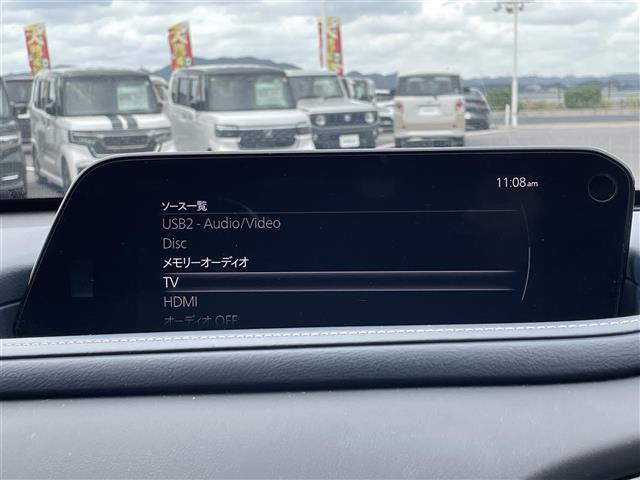 11:08am
ソース一覧
USB2 - Audio/Video
Disc
メモリーオーディオ
TV
HDMI
オーディオ OFF